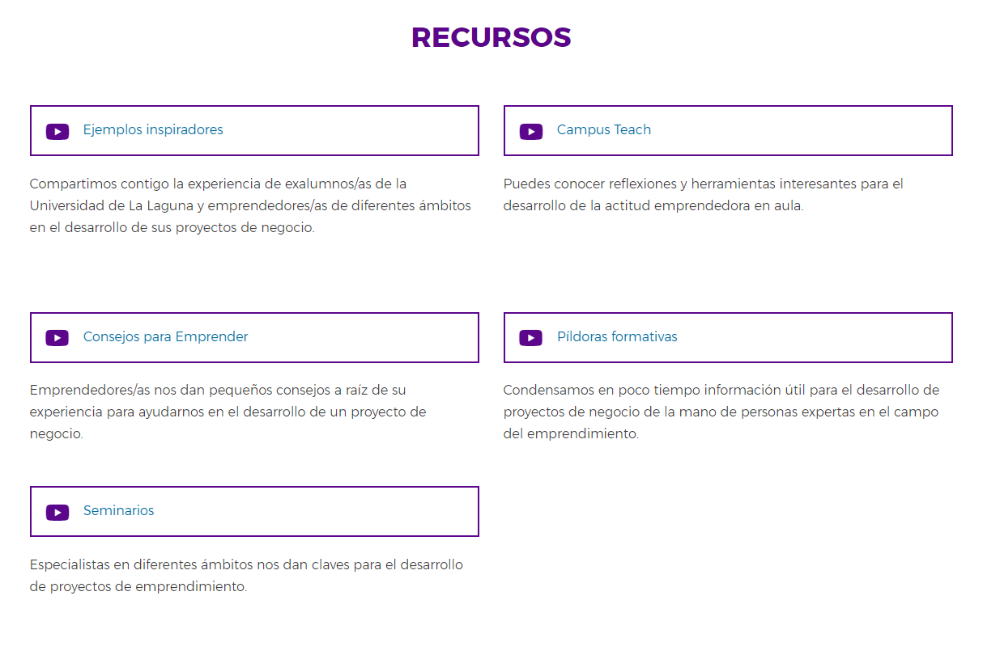 RECURSOS
Ejemplos inspiradores
Compartimos contigo la experiencia de exalumnos/as de la
Universidad de La Laguna y emprendedores/as de diferentes ámbitos
en el desarrollo de sus proyectos de negocio.
Campus Teach
Puedes conocer reflexiones y herramientas interesantes para el
desarrollo de la actitud emprendedora en aula.
Consejos para Emprender
Emprendedores/as nos dan pequeños consejos a raíz de su
experiencia para ayudarnos en el desarrollo de un proyecto de
negocio.
Píldoras formativas
Condensamos en poco tiempo información útil para el desarrollo de
proyectos de negocio de la mano de personas expertas en el campo
del emprendimiento.
Seminarios
Especialistas en diferentes ámbitos nos dan claves para el desarrollo
de proyectos de emprendimiento.